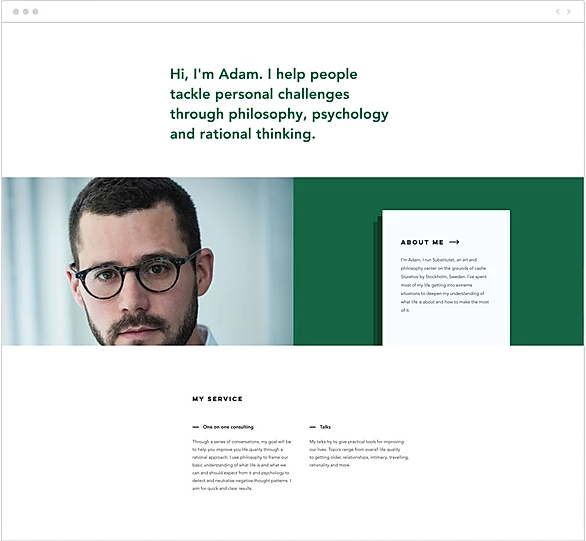 Hi, I'm Adam. I help people
tackle personal challenges
through philosophy, psychology
and rational thinking.
ABOUT ME
I'm Adam, I run Substitutet, an art and
philosophy center on the grounds of castle
Sturehov by Stockholm, Sweden. I've spent
most of my life getting into extreme
situations to deepen my understanding of
what life is about and how to make the most
of it.
MY SERVICE
One on one consulting
Through a series of conversations, my goal will be
to help you improve you life quality through a
rational approach. I use philosophy to frame our
basic understanding of what life is and what we
can and should expect from it and psychology to
detect and neutralise negative thought patterns. I
aim for quick and clear results.
Talks
My talks try to give practical tools for improving
our lives. Topics range from overall life quality
to getting older, relationships, intimacy, travelling,
rationality and more.